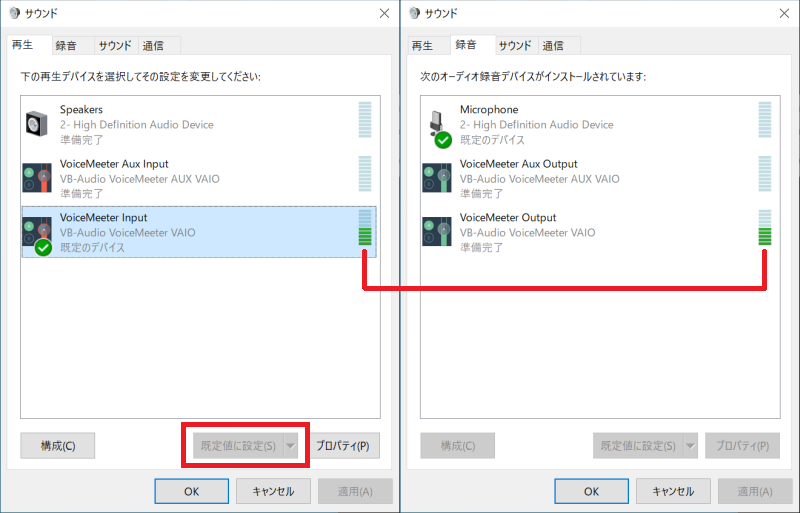 サウンド
再生
録音
サウンド
通信
下の再生デバイスを選択してその設定を変更してください:
Speakers
2- High Definition Audio Device
準備完了
VoiceMeeter Aux Input
VB-Audio VoiceMeeter AUX VAIO
準備完了
VoiceMeeter Input
VB-Audio VoiceMeeter VAIO
既定のデバイス
構成(C)
既定値に設定(S)
プロパティ(P)
OK
キャンセル
適用(A)
サウンド
再生
録音
サウンド
通信
次のオーディオ録音デバイスがインストールされています:
Microphone
2- High Definition Audio Device
既定のデバイス
VoiceMeeter Aux Output
VB-Audio VoiceMeeter AUX VAIO
準備完了
VoiceMeeter Output
VB-Audio VoiceMeeter VAIO
準備完了
構成(C)
既定値に設定(S)
プロパティ(P)
OK
キャンセル
適用(A)